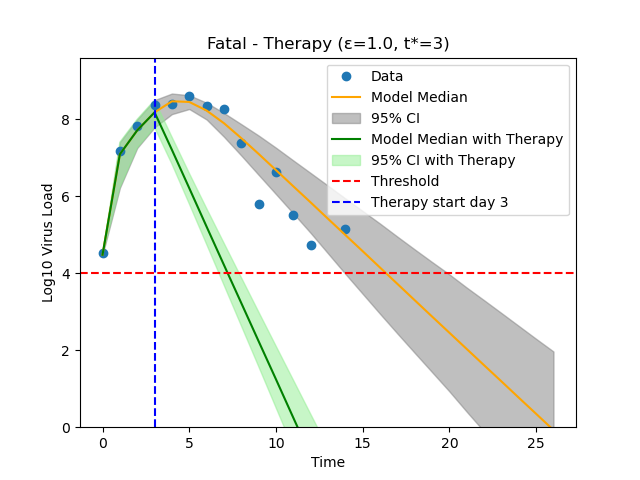 Fatal - Therapy (ε=1.0, t*=3)
Data
Model Median
95% CI
Model Median with Therapy
95% CI with Therapy
Threshold
Therapy start day 3
Log10 Virus Load
8
6
4
2
0
0 5 10 15 20 25
Time